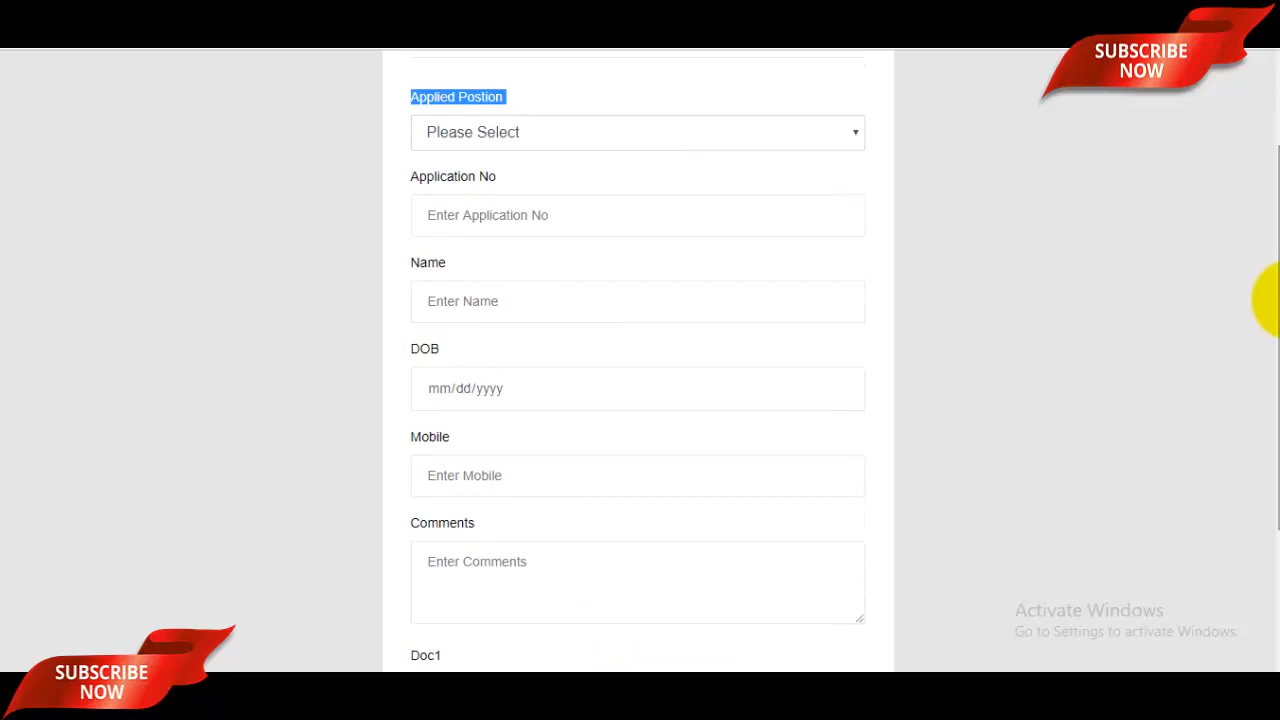 SUBSCRIBE
NOW
Applied Postion
Please Select
Application No
Enter Application No
Name
Enter Name
DOB
mm/dd/yyyy
Mobile
Enter Mobile
Comments
Enter Comments
Activate Windows
Go to Settings to activate Windows.
Doc1
SUBSCRIBE
NOW